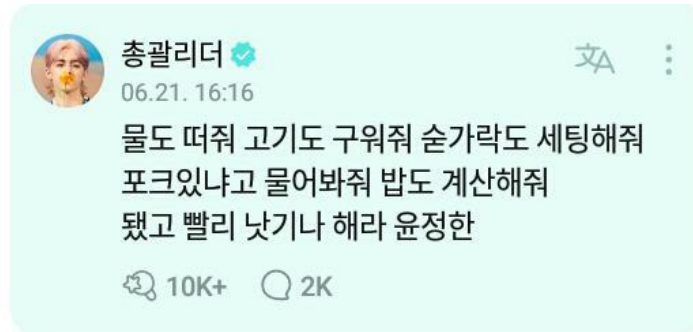 총괄리더
06.21. 16:16
물도 떠줘 고기도 구워줘 숟가락도 세팅해줘
포크있냐고 물어봐줘 밥도 계산해줘
됐고 빨리 낫기나 해라 윤정한
10K+ 2K